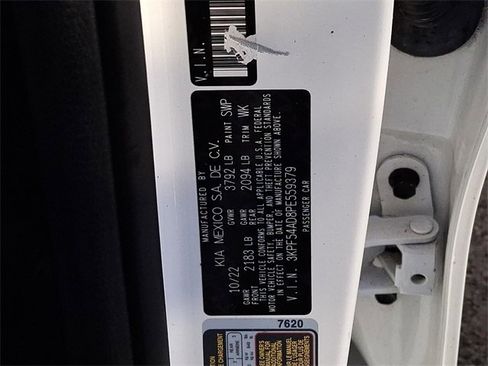 V.I.N.
MANUFACTURED BY
KIA MEXICO S.A. DE C.V.
10/22 GVWR 3792 LB PAINT SWP
GAWR FRONT 2183 LB GAWR REAR 2094 LB TRIM WK
THIS VEHICLE CONFORMS TO ALL APPLICABLE U.S.A. FEDERAL
MOTOR VEHICLE SAFETY, BUMPER, AND THEFT PREVENTION STANDARDS
IN EFFECT ON THE DATE OF MANUFACTURE SHOWN ABOVE
V.I.N. 3KPF54AD8PE559379
PASSENGER CAR
7620